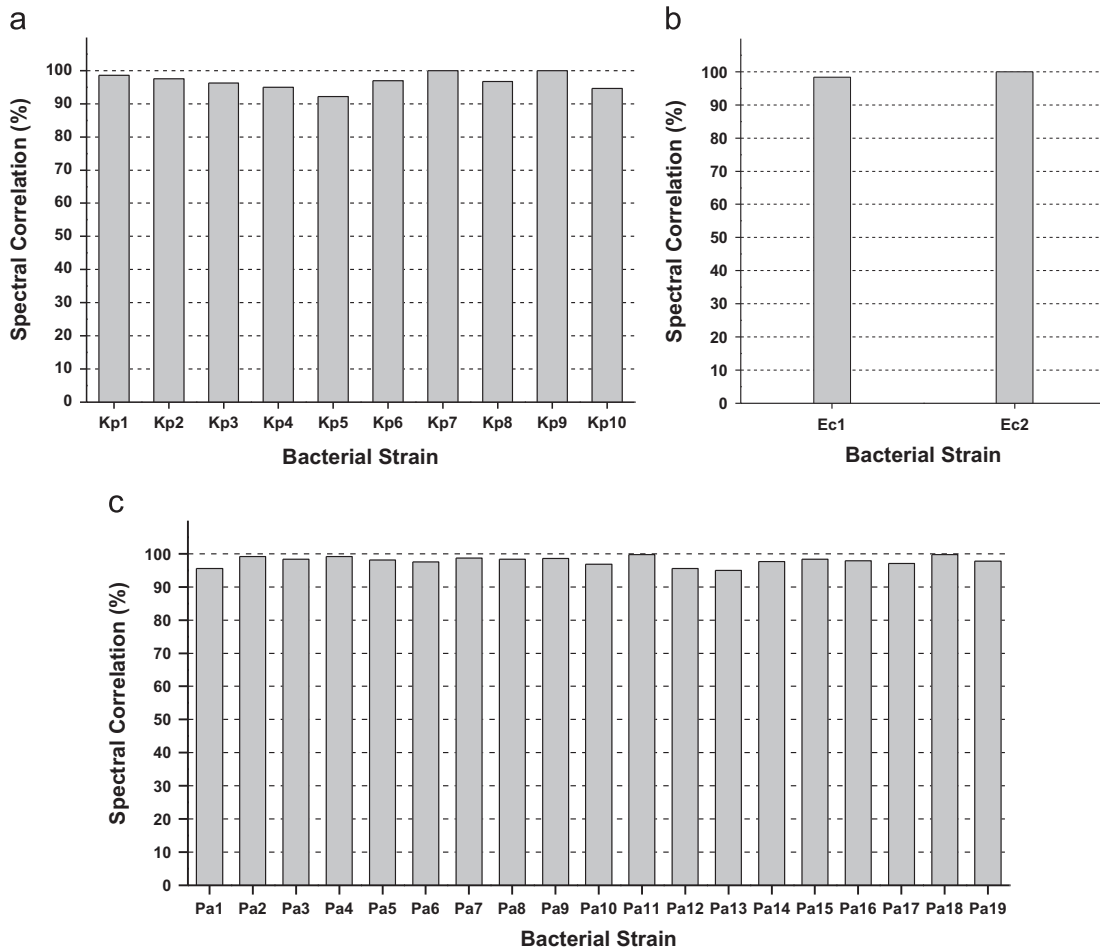 a
Spectral Correlation (%)
100
90
80
70
60
50
40
30
20
10
0
Kp1 Kp2 Kp3 Kp4 Kp5 Kp6 Kp7 Kp8 Kp9 Kp10
Bacterial Strain
b
Spectral Correlation (%)
100
90
80
70
60
50
40
30
20
10
0
Ec1 Ec2
Bacterial Strain
c
Spectral Correlation (%)
100
90
80
70
60
50
40
30
20
10
0
Pa1 Pa2 Pa3 Pa4 Pa5 Pa6 Pa7 Pa8 Pa9 Pa10 Pa11 Pa12 Pa13 Pa14 Pa15 Pa16 Pa17 Pa18 Pa19
Bacterial Strain